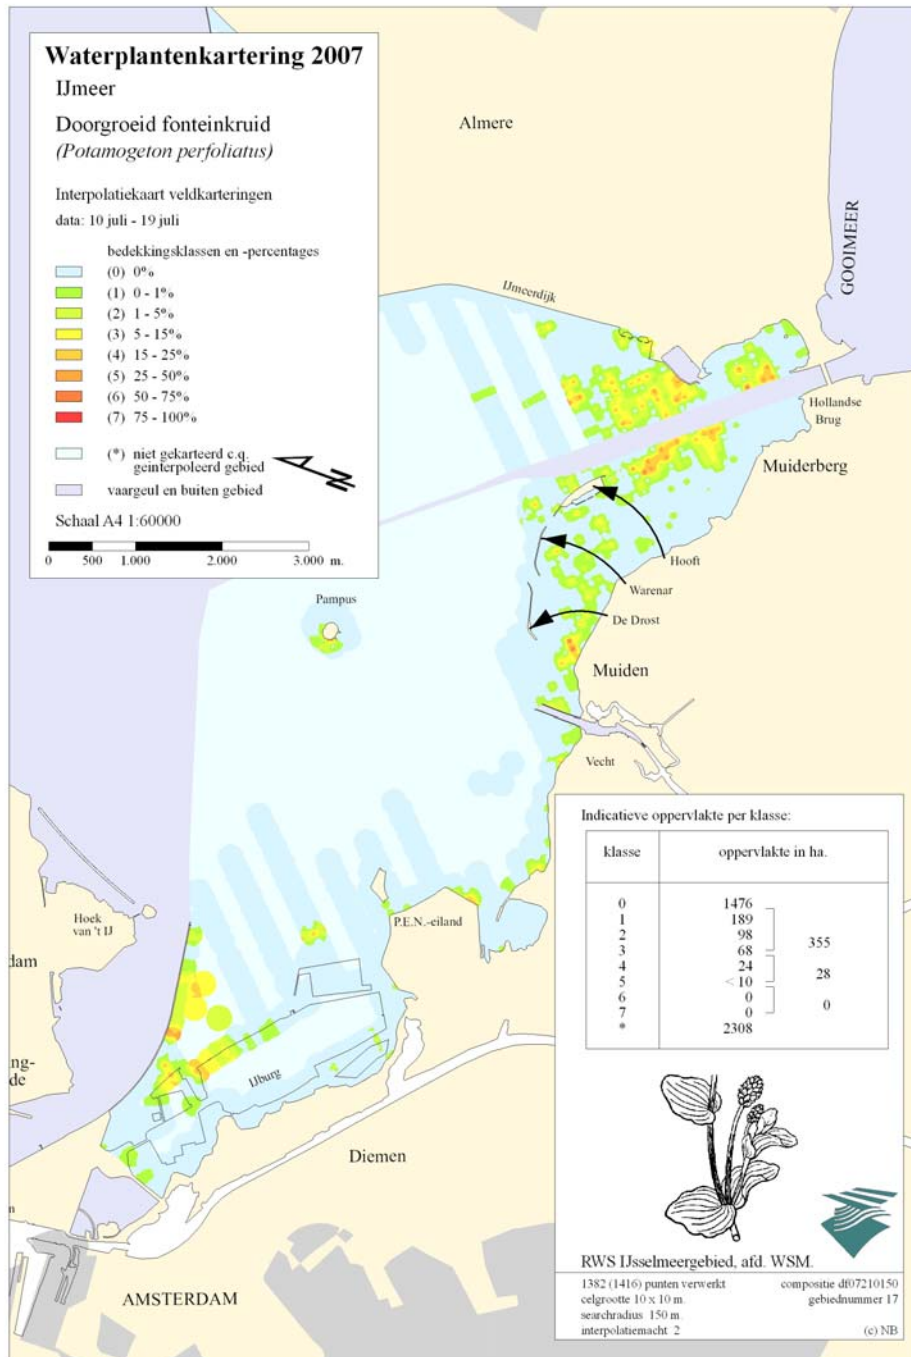 Waterplantenkartering 2007
IJmeer
Doorgroeid fonteinkruid
(Potamogeton perfoliatus)
Interpolatiekaart veldkarteringen
data: 10 juli - 19 juli
bedekkingsklassen en -percentages
(0) 0%
(1) 0 - 1%
(2) 1 - 5%
(3) 5 - 15%
(4) 15 - 25%
(5) 25 - 50%
(6) 50 - 75%
(7) 75 - 100%
(*) niet gekarteerd c.q.
geinterpoleerd gebied
vaargeul en buiten gebied
N
Schaal A4 1:60000
0 500 1.000 2.000 3.000 m.
Almere
GOOIMEER
IJmeerdijk
Hollandse
Brug
Muiderberg
Hooft
Warenar
De Drost
Pampus
Muiden
Vecht
Hoek
van 't IJ
P.E.N.-eiland
dam
ng-
de
IJburg
Diemen
n
AMSTERDAM
Indicatieve oppervlakte per klasse:
klasse oppervlakte in ha.
0 1476
1 189
2 98
355
3 68
4 24
28
5 < 10
6 0
0
7 0
* 2308
RWS IJsselmeergebied, afd. WSM.
1382 (1416) punten verwerkt compositie df07210150
celgrootte 10 x 10 m. gebiednummer 17
searchradius 150 m.
interpolatiemacht 2 (c) NB